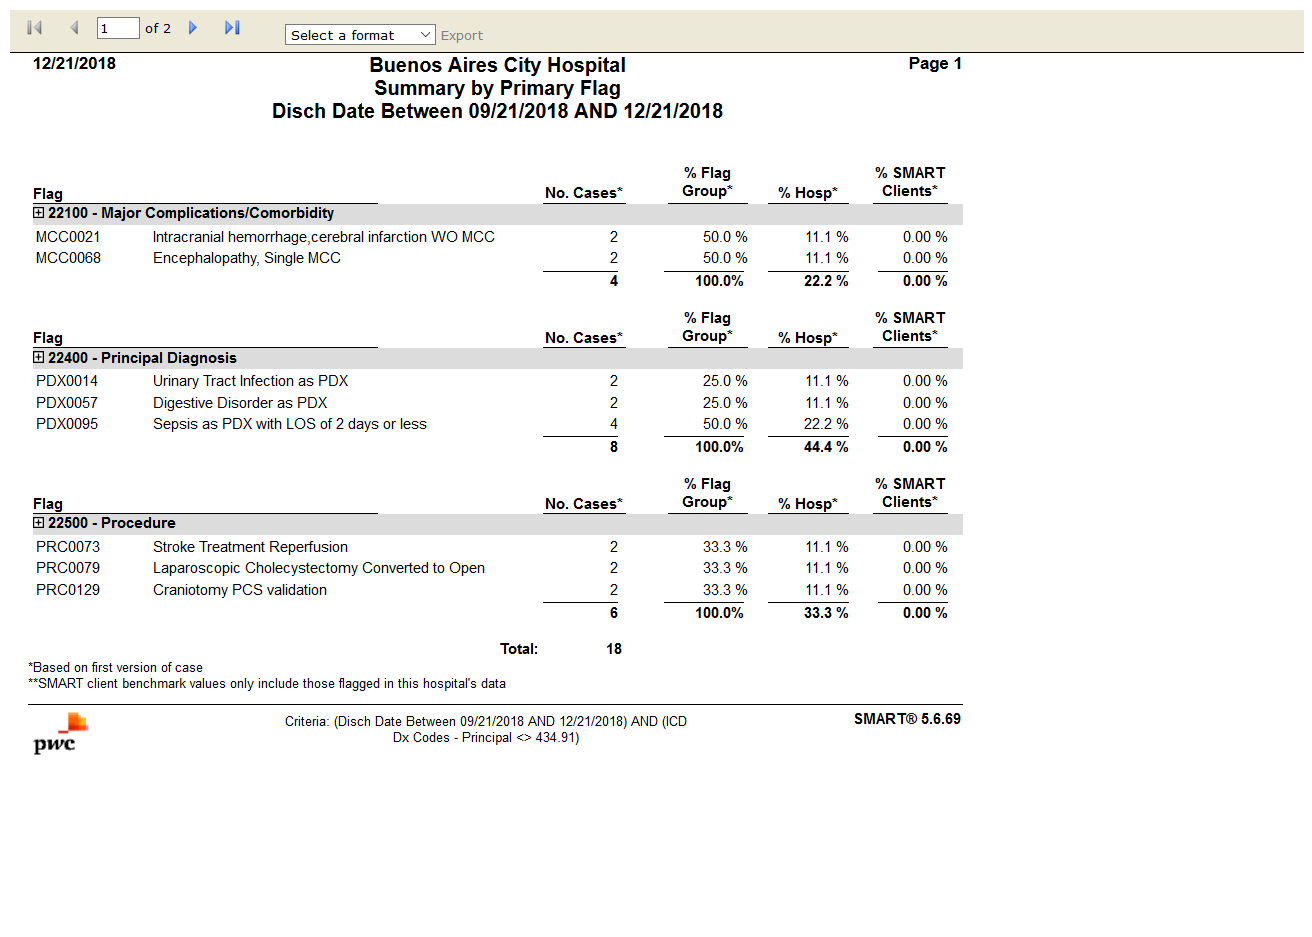 1 of 2 Select a format Export
12/21/2018 Buenos Aires City Hospital Page 1
Summary by Primary Flag
Disch Date Between 09/21/2018 AND 12/21/2018
% Flag % SMART
Flag No. Cases* Group* % Hosp* Clients*
22100 - Major Complications/Comorbidity
MCC0021 Intracranial hemorrhage,cerebral infarction WO MCC 2 50.0 % 11.1 % 0.00 %
MCC0068 Encephalopathy, Single MCC 2 50.0 % 11.1 % 0.00 %
4 100.0% 22.2 % 0.00 %
% Flag % SMART
Flag No. Cases* Group* % Hosp* Clients*
22400 - Principal Diagnosis
PDX0014 Urinary Tract Infection as PDX 2 25.0 % 11.1 % 0.00 %
PDX0057 Digestive Disorder as PDX 2 25.0 % 11.1 % 0.00 %
PDX0095 Sepsis as PDX with LOS of 2 days or less 4 50.0 % 22.2 % 0.00 %
8 100.0% 44.4 % 0.00 %
% Flag % SMART
Flag No. Cases* Group* % Hosp* Clients*
22500 - Procedure
PRC0073 Stroke Treatment Reperfusion 2 33.3 % 11.1 % 0.00 %
PRC0079 Laparoscopic Cholecystectomy Converted to Open 2 33.3 % 11.1 % 0.00 %
PRC0129 Craniotomy PCS validation 2 33.3 % 11.1 % 0.00 %
6 100.0% 33.3 % 0.00 %
Total: 18
*Based on first version of case
**SMART client benchmark values only include those flagged in this hospital's data
pwc
Criteria: (Disch Date Between 09/21/2018 AND 12/21/2018) AND (ICD
Dx Codes - Principal <> 434.91)
SMART® 5.6.69